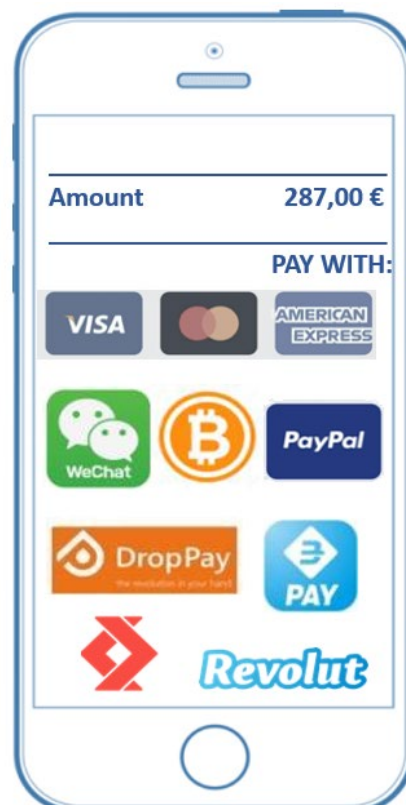 Amount 287,00 €
PAY WITH:
VISA AMERICAN
EXPRESS
WeChat PayPal
DropPay
the revolution in your hand
PAY
Revolut